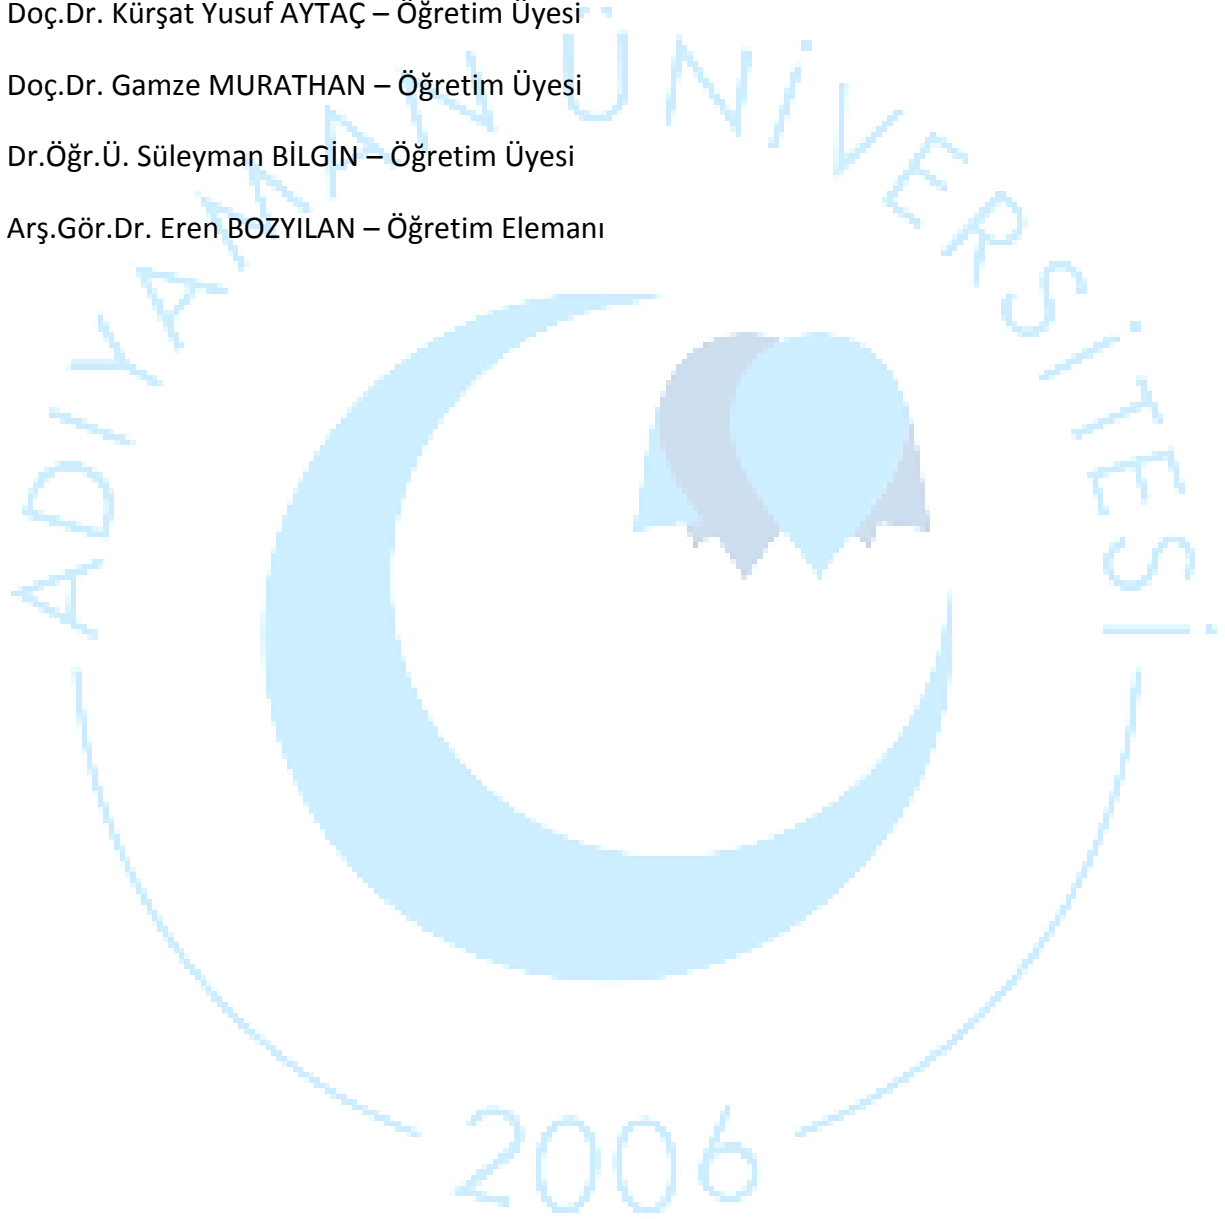 Doç.Dr. Kürşat Yusuf AYTAÇ – Öğretim Üyesi
Doç.Dr. Gamze MURATHAN – Öğretim Üyesi
Dr.Öğr.Ü. Süleyman BİLGİN – Öğretim Üyesi
Arş.Gör.Dr. Eren BOZYILAN – Öğretim Elemanı
ADIYAMAN ÜNİVERSİTESİ
2006